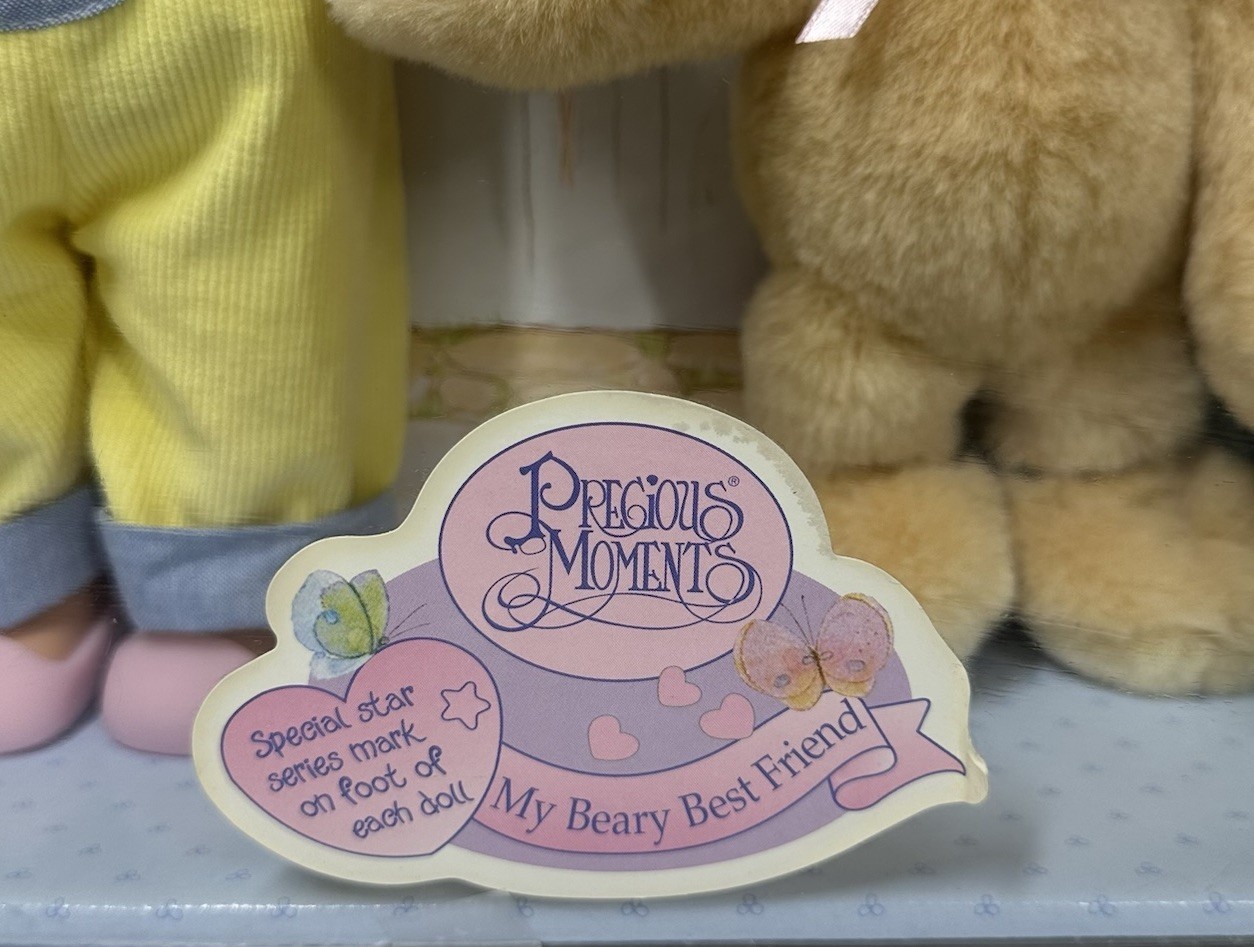 PRECIOUS®
MOMENTS
Special star
series mark
on foot of
each doll
My Beary Best Friend